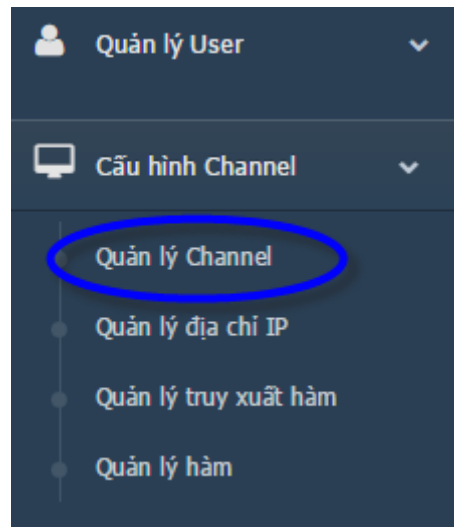 Quản lý User
Cấu hình Channel
Quản lý Channel
Quản lý địa chỉ IP
Quản lý truy xuất hàm
Quản lý hàm